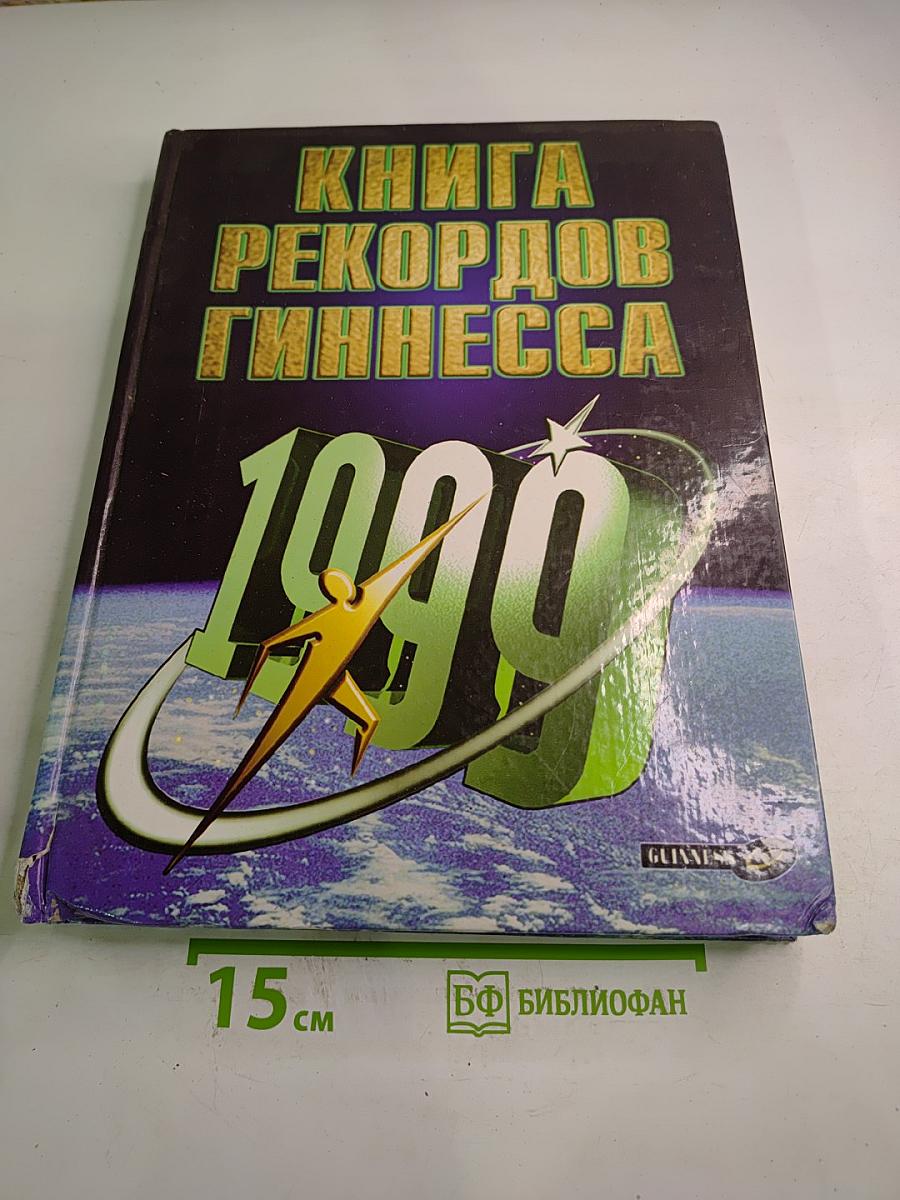 КНИГА
РЕКОРДОВ
ГИННЕССА
1999
GUINNESS
15 см
БФ БИБЛИОФАН